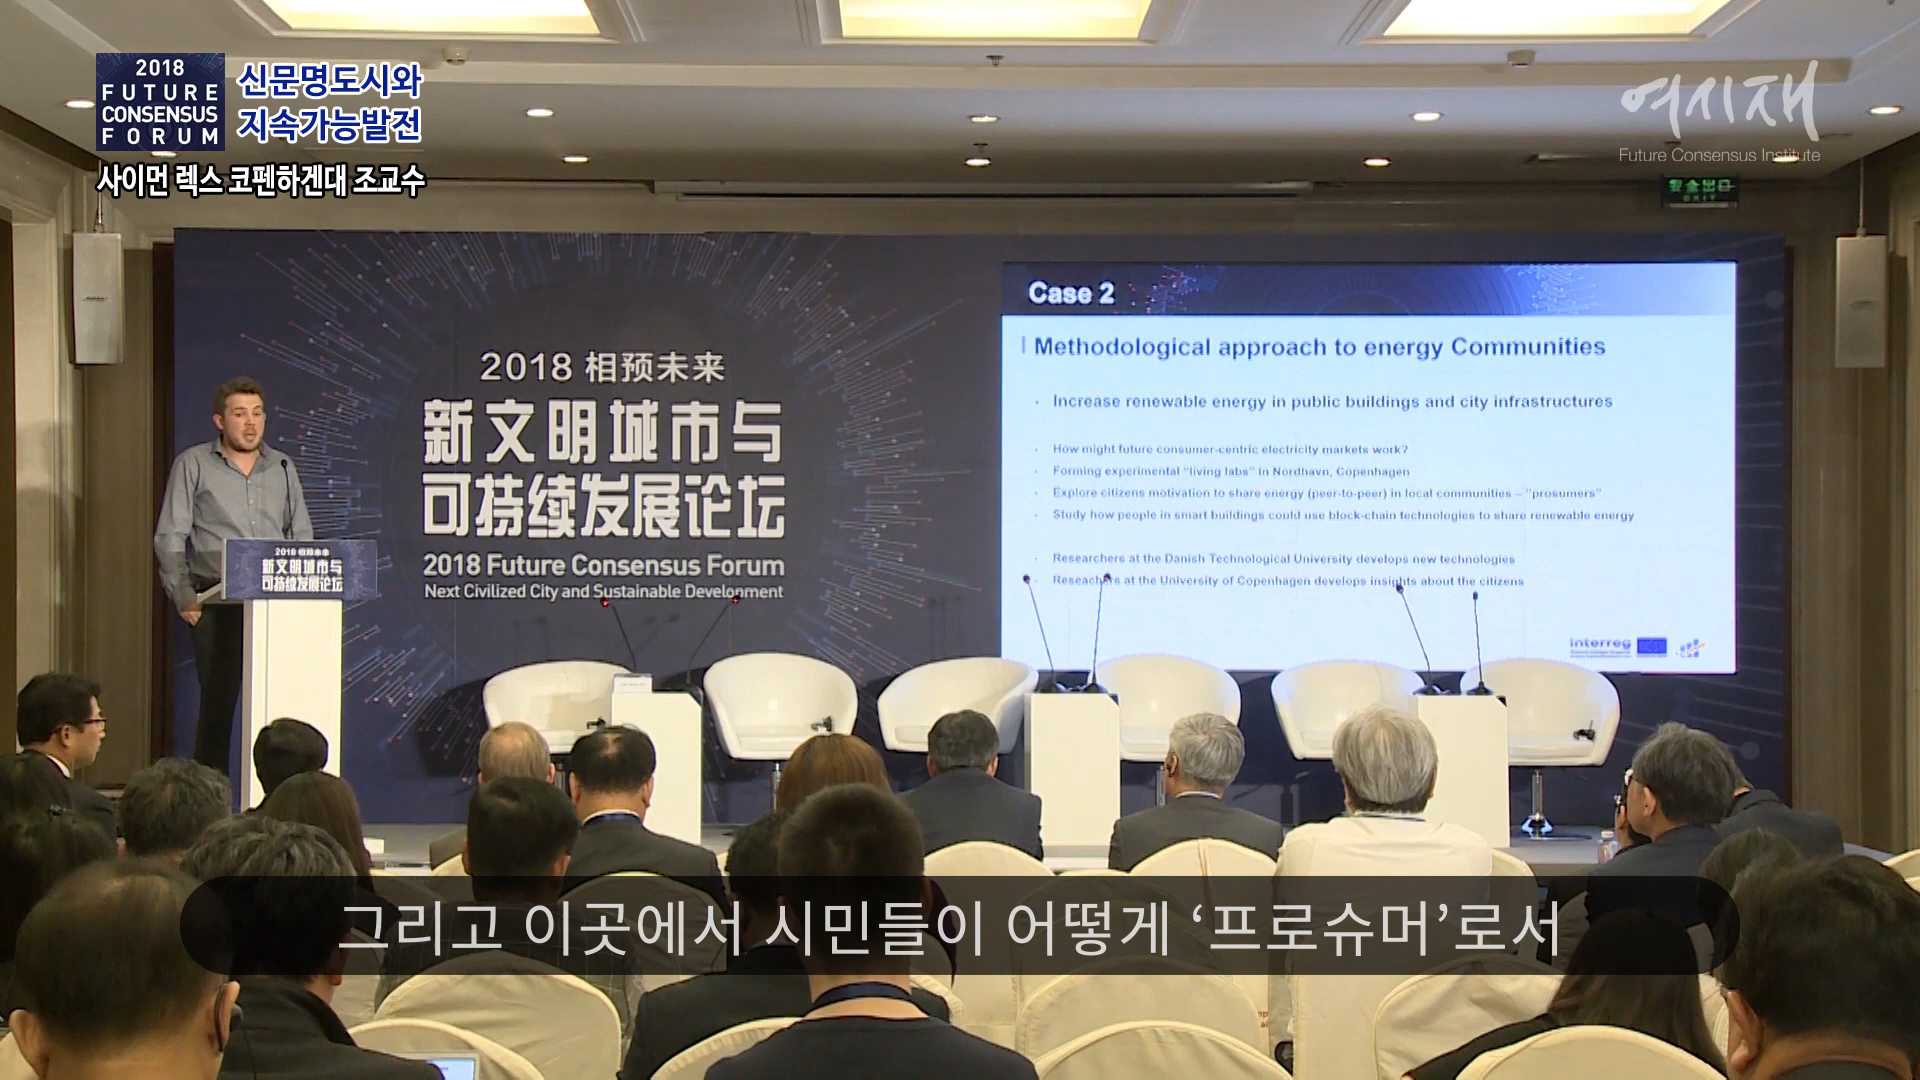 2018
FUTURE
CONSENSUS
FORUM
신문명도시와
지속가능발전
사이먼 렉스 코펜하겐대 조교수
여시재
Future Consensus Institute
安全出口
2018 相预未来
新文明城市与
可持续发展论坛
2018 Future Consensus Forum
Next Civilized City and Sustainable Development
Case 2
Methodological approach to energy Communities
· Increase renewable energy in public buildings and city infrastructures
· How might future consumer-centric electricity markets work?
· Forming experimental "living labs" in Nordhavn, Copenhagen
· Explore citizens motivation to share energy (peer-to-peer) in local communities – "prosumers"
· Study how people in smart buildings could use block-chain technologies to share renewable energy
· Researchers at the Danish Technological University develops new technologies
· Reseachers at the University of Copenhagen develops insights about the citizens
Interreg
2018 相预未来
新文明城市与
可持续发展论坛
그리고 이곳에서 시민들이 어떻게 ‘프로슈머’로서